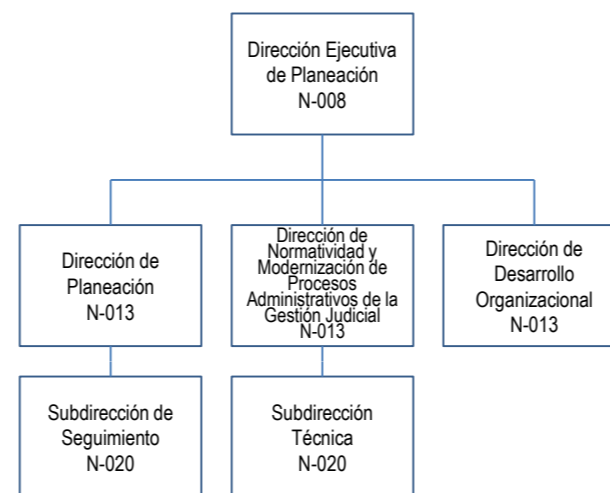 Dirección Ejecutiva
de Planeación
N-008
Dirección de
Planeación
N-013
Dirección de
Normatividad y
Modernización de
Procesos
Administrativos de la
Gestión Judicial
N-013
Dirección de
Desarrollo
Organizacional
N-013
Subdirección de
Seguimiento
N-020
Subdirección
Técnica
N-020